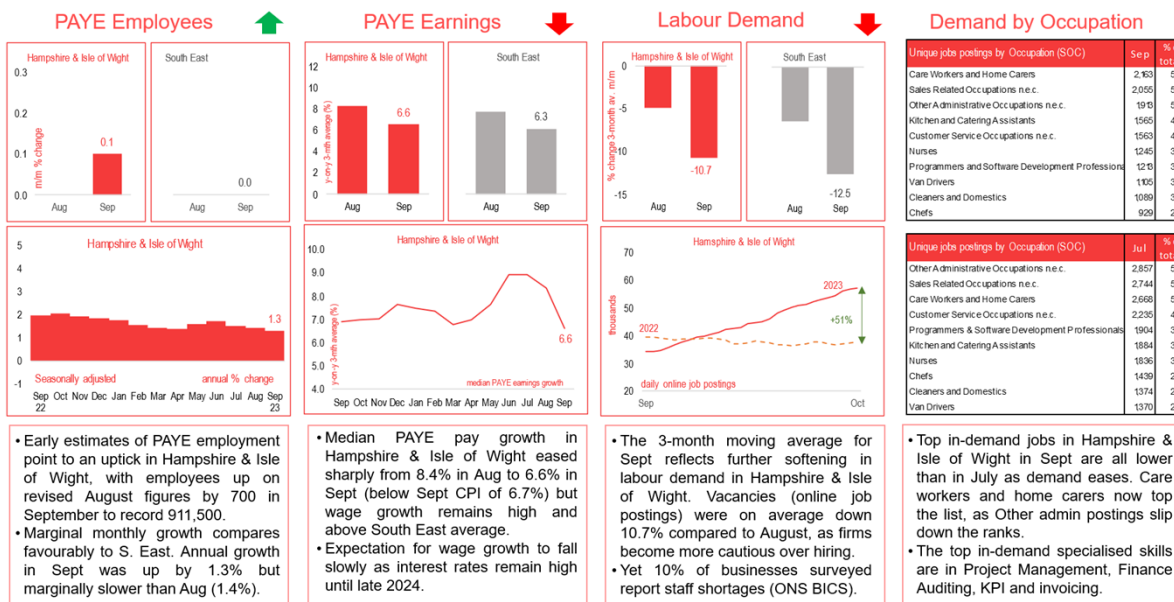 PAYE Employees
Hampshire & Isle of Wight
South East
m/m % change
0.3
0.2
0.1
0.0
0.1
0.0
Aug Sep
Aug Sep
Hampshire & Isle of Wight
5
4
3
2
1
0
-1
1.3
Seasonally adjusted
annual % change
Sep Oct Nov Dec Jan Feb Mar Apr May Jun Jul Aug Sep
22 23
• Early estimates of PAYE employment
point to an uptick in Hampshire & Isle
of Wight, with employees up on
revised August figures by 700 in
September to record 911,500.
• Marginal monthly growth compares
favourably to S. East. Annual growth
in Sept was up by 1.3% but
marginally slower than Aug (1.4%).
PAYE Earnings
Hampshire & Isle of Wight
South East
y-on-y 3-mth average (%)
12
10
8
6
4
2
0
6.6
6.3
Aug Sep
Aug Sep
Hampshire & Isle of Wight
y-on-y 3-mth average (%)
10.0
9.0
8.0
7.0
6.0
5.0
4.0
6.6
median PAYE earnings growth
Sep Oct Nov Dec Jan Feb Mar Apr May Jun Jul Aug Sep
• Median PAYE pay growth in
Hampshire & Isle of Wight eased
sharply from 8.4% in Aug to 6.6% in
Sept (below Sept CPI of 6.7%) but
wage growth remains high and
above South East average.
• Expectation for wage growth to fall
slowly as interest rates remain high
until late 2024.
Labour Demand
Hampshire & Isle of Wight
South East
% change 3-month av. m/m
0
-5
-10
-15
-10.7
-12.5
Aug Sep
Aug Sep
Hamsphire & Isle of Wight
thousands
70
60
50
40
30
20
2022
2023
+51%
daily online job postings
Sep Oct
• The 3-month moving average for
Sept reflects further softening in
labour demand in Hampshire & Isle
of Wight. Vacancies (online job
postings) were on average down
10.7% compared to August, as firms
become more cautious over hiring.
• Yet 10% of businesses surveyed
report staff shortages (ONS BICS).
Demand by Occupation
Unique jobs postings by Occupation (SOC) Sep
Care Workers and Home Carers 2,163
Sales Related Occupations n.e.c. 2,055
Other Administrative Occupations n.e.c. 1,913
Kitchen and Catering Assistants 1,565
Customer Service Occupations n.e.c. 1,563
Nurses 1,245
Programmers and Software Development Professiona 1,213
Van Drivers 1,105
Cleaners and Domestics 1,089
Chefs 929
Unique jobs postings by Occupation (SOC) Jul
Other Administrative Occupations n.e.c. 2,857
Sales Related Occupations n.e.c. 2,744
Care Workers and Home Carers 2,668
Customer Service Occupations n.e.c. 2,235
Programmers & Software Development Professionals 1,904
Kitchen and Catering Assistants 1,884
Nurses 1,836
Chefs 1,439
Cleaners and Domestics 1,374
Van Drivers 1,370
• Top in-demand jobs in Hampshire &
Isle of Wight in Sept are all lower
than in July as demand eases. Care
workers and home carers now top
the list, as Other admin postings slip
down the ranks.
• The top in-demand specialised skills
are in Project Management, Finance
Auditing, KPI and invoicing.